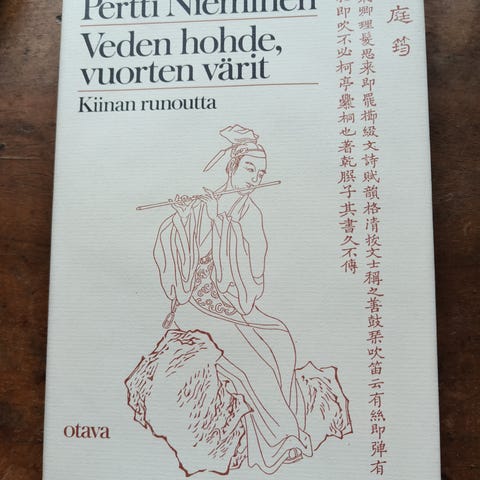 Pertti Nieminen
Veden hohde,
vuorten värit
Kiinan runoutta
庭筠
卿理髮思來即罷櫛綴文詩賦韻格清拔文士稱之善鼓琴吹笛云有絲即彈有
即吹不必柯亭爨桐也著乾䐶子其書久不傳
otava